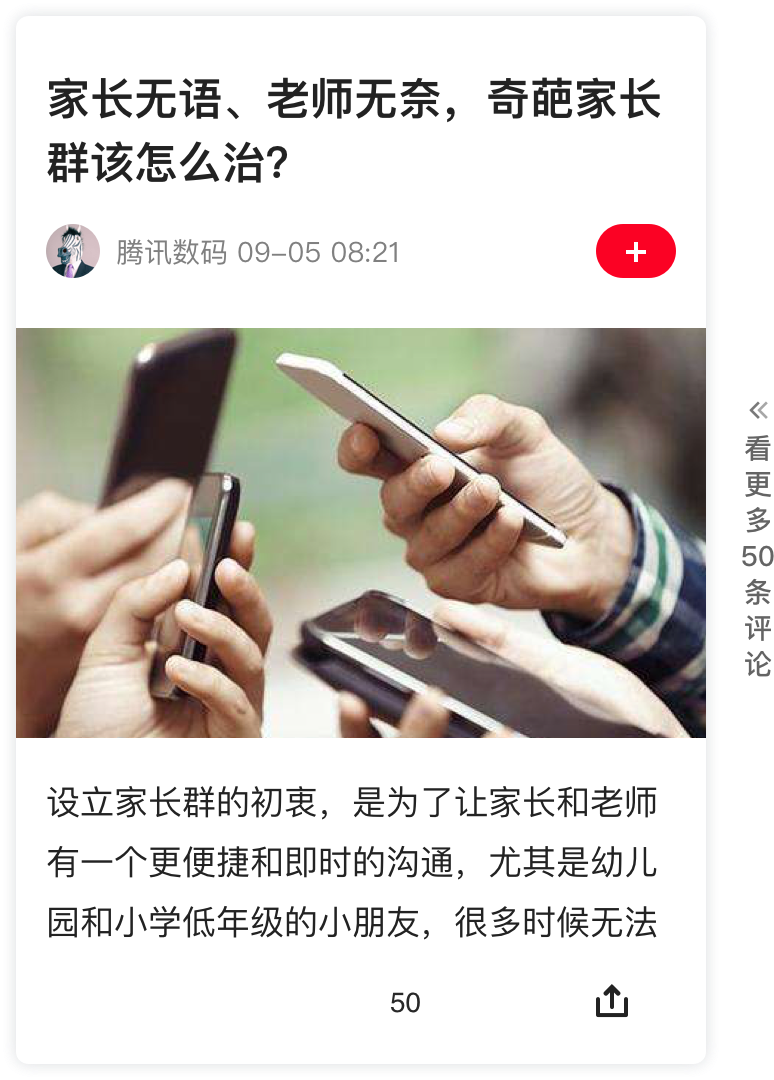 家长无语、老师无奈，奇葩家长
群该怎么治？
腾讯数码 09-05 08:21
设立家长群的初衷，是为了让家长和老师
有一个更便捷和即时的沟通，尤其是幼儿
园和小学低年级的小朋友，很多时候无法
50
看更多50条评论